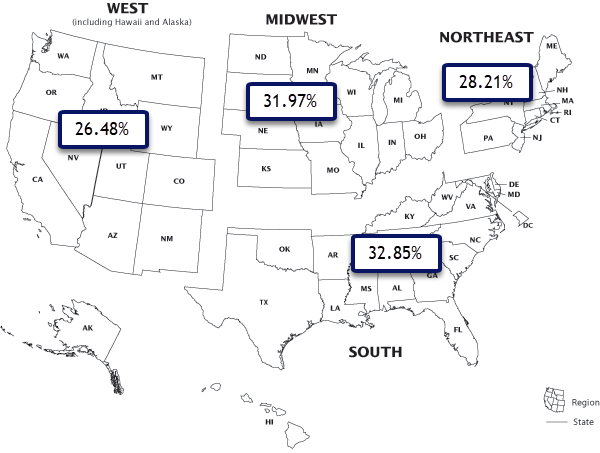 WEST
(including Hawaii and Alaska)
MIDWEST
NORTHEAST
WA
MT
ND
MN
ME
OR
28.21%
31.97%
WI
MI
NH
MA
RI
CT
26.48%
WY
NE
IA
OH
PA
NJ
NV
UT
CO
KS
MO
IL
IN
CA
WV
DE
MD
VA
DC
KY
AZ
NM
OK
AR
32.85%
NC
SC
GA
MS
AL
TX
LA
FL
AK
SOUTH
HI
Region
State